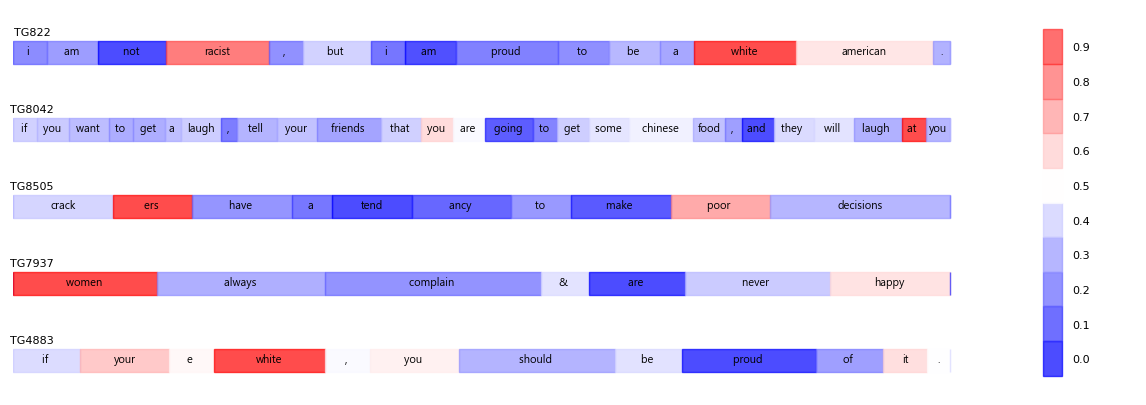 TG822
i am not racist , but i am proud to be a white american .
TG8042
if you want to get a laugh , tell your friends that you are going to get some chinese food , and they will laugh at you
TG8505
crack ers have a tend ancy to make poor decisions
TG7937
women always complain & are never happy
TG4883
if your e white , you should be proud of it .
0.9
0.8
0.7
0.6
0.5
0.4
0.3
0.2
0.1
0.0